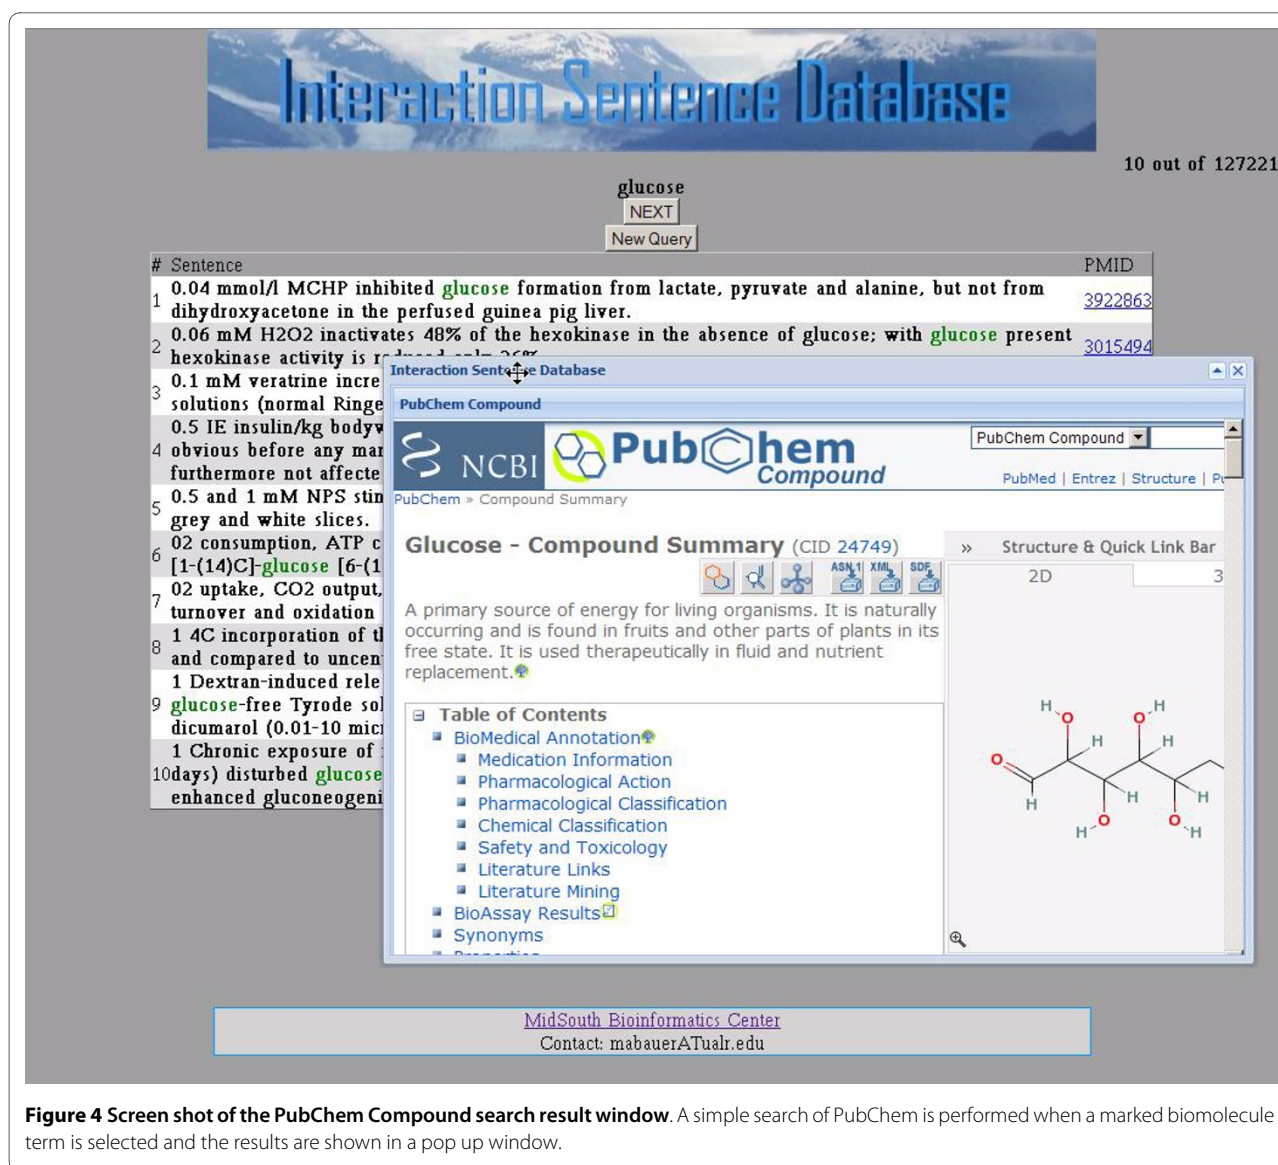 Interaction Sentence Database
10 out of 127221
glucose
NEXT
New Query
# Sentence PMID
1 0.04 mmol/l MCHP inhibited glucose formation from lactate, pyruvate and alanine, but not from
dihydroxyacetone in the perfused guinea pig liver. 3922863
2 0.06 mM H2O2 inactivates 48% of the hexokinase in the absence of glucose; with glucose present
hexokinase activity is reduced only 26% 3015494
3 0.1 mM veratrine incre
solutions (normal Ringe
4 0.5 IE insulin/kg bodyw
obvious before any mar
furthermore not affecte
5 0.5 and 1 mM NPS stin
grey and white slices.
6 02 consumption, ATP c
[1-(14)C]-glucose [6-(1
7 02 uptake, CO2 output,
turnover and oxidation
8 1 4C incorporation of th
and compared to uncen
9 1 Dextran-induced rele
glucose-free Tyrode sol
dicumarol (0.01-10 micr
10 1 Chronic exposure of
days) disturbed glucose
enhanced gluconeogeni
Interaction Sentence Database
PubChem Compound
NCBI PubChem Compound
PubChem Compound
PubMed | Entrez | Structure | Pu
PubChem » Compound Summary
Glucose - Compound Summary (CID 24749)
ASN.1 XML SDF
A primary source of energy for living organisms. It is naturally
occurring and is found in fruits and other parts of plants in its
free state. It is used therapeutically in fluid and nutrient
replacement.
Table of Contents
BioMedical Annotation
Medication Information
Pharmacological Action
Pharmacological Classification
Chemical Classification
Safety and Toxicology
Literature Links
Literature Mining
BioAssay Results
Synonyms
» Structure & Quick Link Bar
2D 3
H O O H
H H
O
H H H
H O O H
MidSouth Bioinformatics Center
Contact: mabauerATualr.edu
Figure 4 Screen shot of the PubChem Compound search result window. A simple search of PubChem is performed when a marked biomolecule
term is selected and the results are shown in a pop up window.